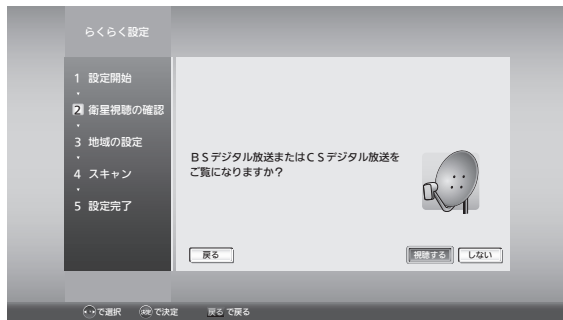 らくらく設定
1 設定開始
2 衛星視聴の確認
3 地域の設定
4 スキャン
5 設定完了
BSデジタル放送またはCSデジタル放送を
ご覧になりますか?
戻る 視聴する しない
で選択 決定 で決定 戻る で戻る